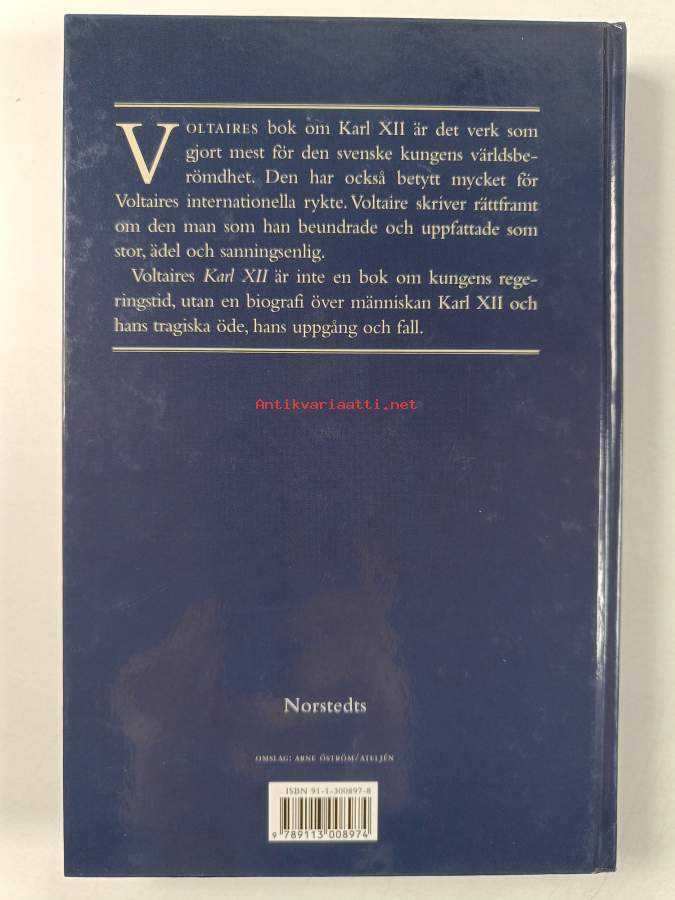 VOLTAIRES bok om Karl XII är det verk som
gjort mest för den svenske kungens världsbe-
römdhet. Den har också betytt mycket för
Voltaires internationella rykte. Voltaire skriver rättframt
om den man som han beundrade och uppfattade som
stor, ädel och sanningsenlig.
Voltaires Karl XII är inte en bok om kungens rege-
ringstid, utan en biografi över människan Karl XII och
hans tragiska öde, hans uppgång och fall.
Antikvariaatti.net
Norstedts
OMSLAG: ARNE ÖSTRÖM/ATELJÉN
ISBN 91-1-300897-8
9 789113 008974